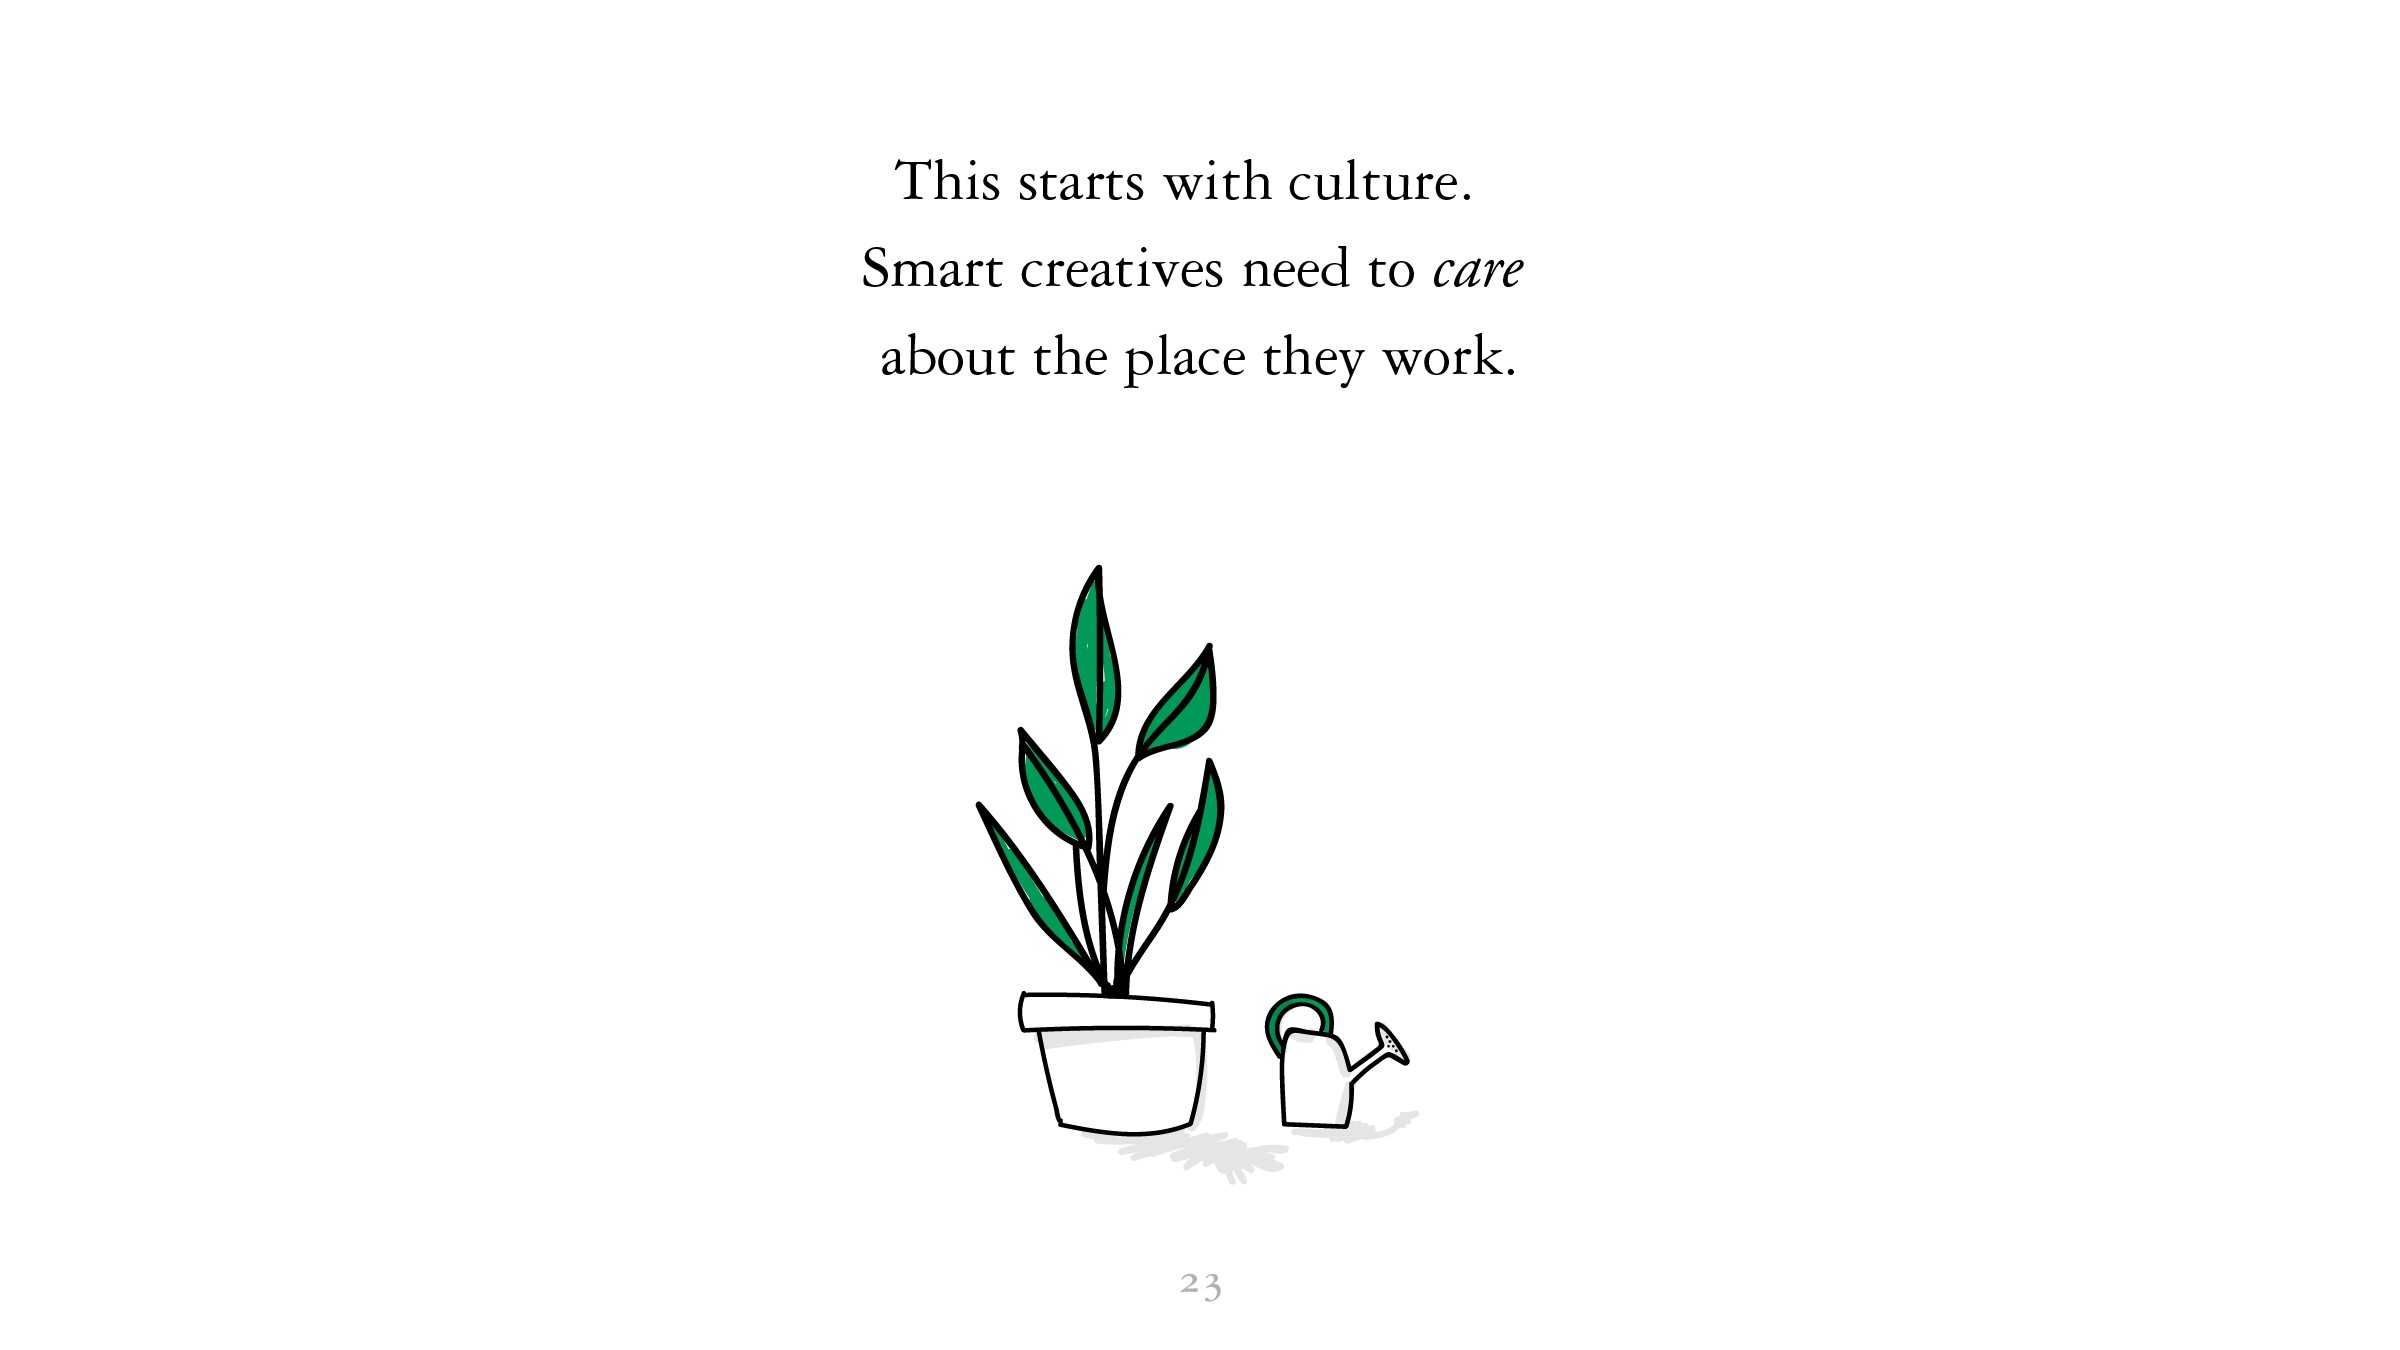 This starts with culture.
Smart creatives need to care
about the place they work.
23